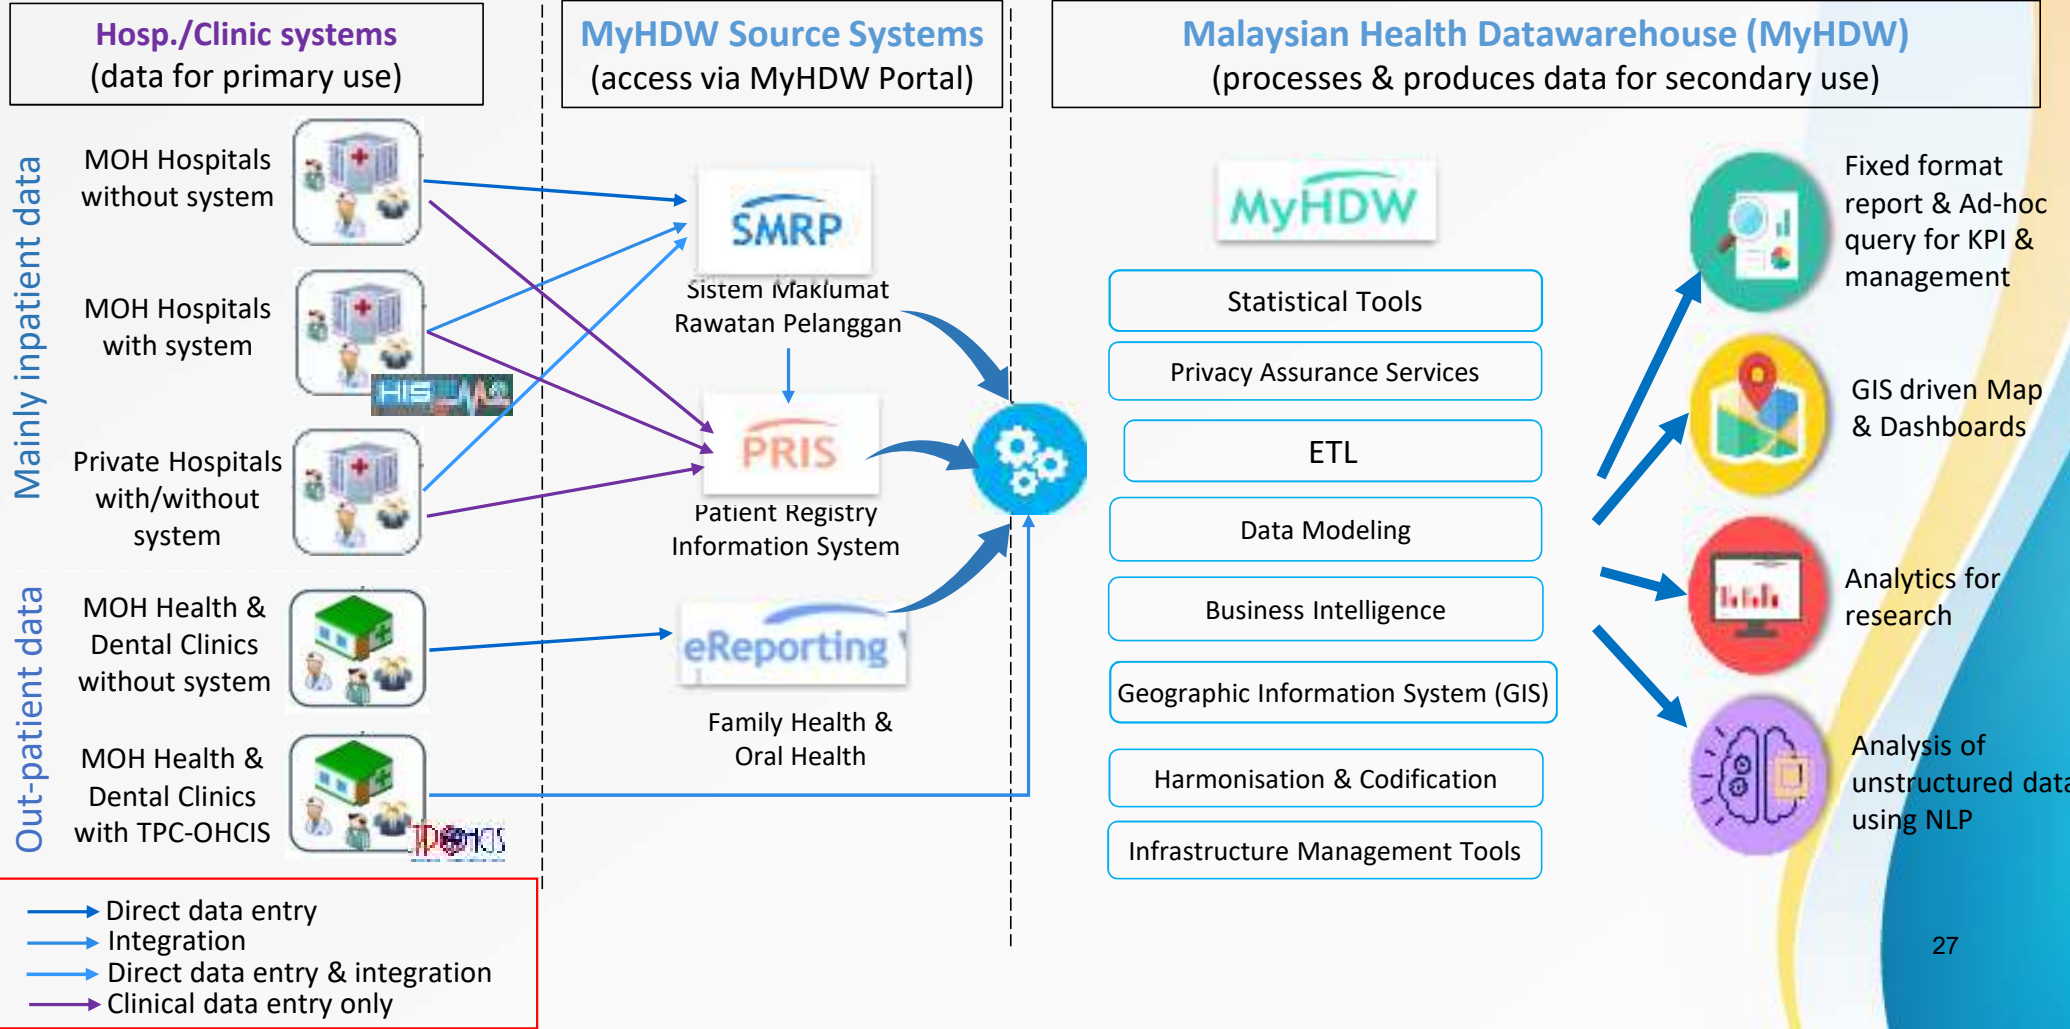 Hosp./Clinic systems
(data for primary use)
MyHDW Source Systems
(access via MyHDW Portal)
Malaysian Health Datawarehouse (MyHDW)
(processes & produces data for secondary use)
Mainly inpatient data
MOH Hospitals
without system
MOH Hospitals
with system
HIS
Private Hospitals
with/without
system
Out-patient data
MOH Health &
Dental Clinics
without system
MOH Health &
Dental Clinics
with TPC-OHCIS
SMRP
Sistem Maklumat
Rawatan Pelanggan
PRIS
Patient Registry
Information System
eReporting
Family Health &
Oral Health
MyHDW
Statistical Tools
Privacy Assurance Services
ETL
Data Modeling
Business Intelligence
Geographic Information System (GIS)
Harmonisation & Codification
Infrastructure Management Tools
Fixed format
report & Ad-hoc
query for KPI &
management
GIS driven Map
& Dashboards
Analytics for
research
Analysis of
unstructured data
using NLP
Direct data entry
Integration
Direct data entry & integration
Clinical data entry only
27